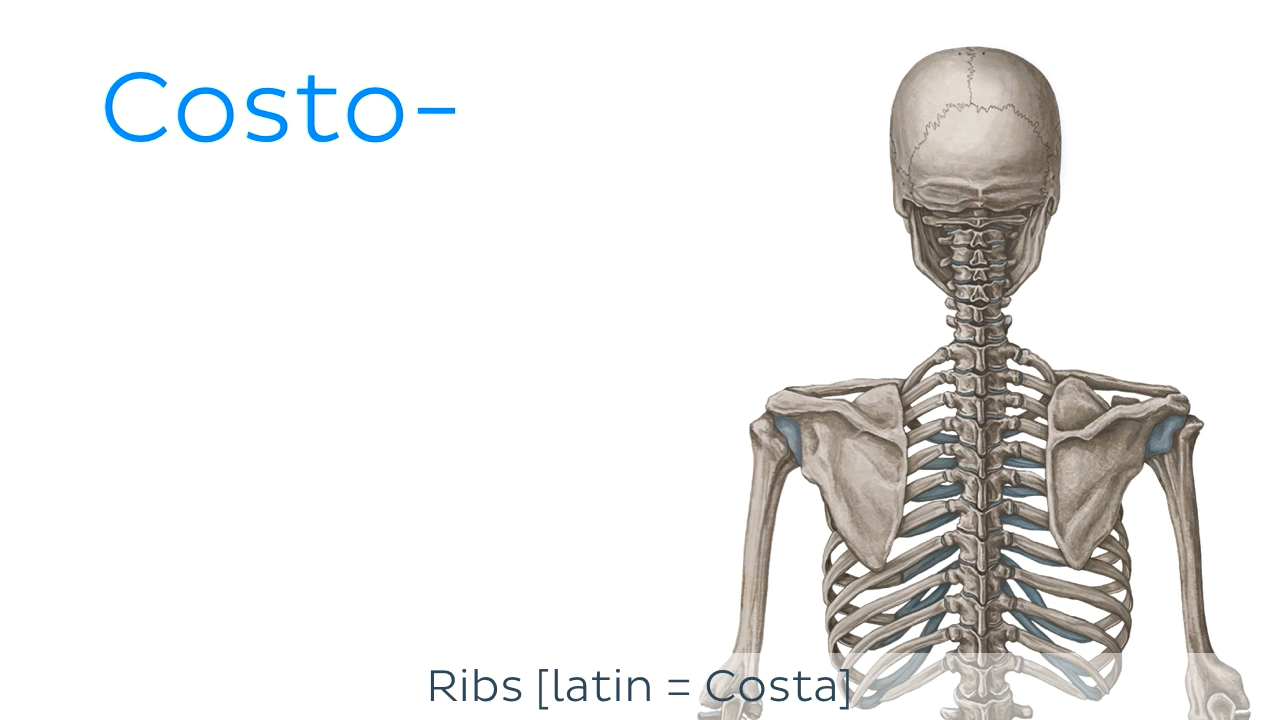 Costo-
Ribs [latin = Costa]